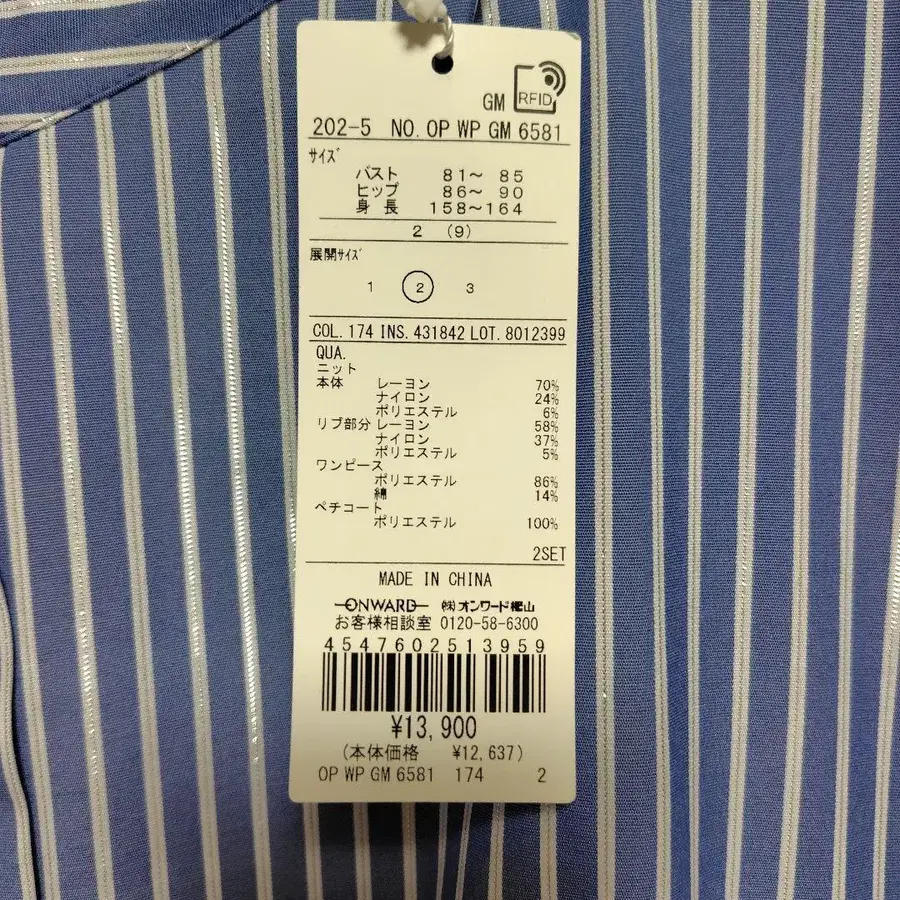 GM RFID
202-5 NO. OP WP GM 6581
サイズ
バスト 81～ 85
ヒップ 86～ 90
身長 158～164
2 (9)
展開サイズ
1 2 3
COL. 174 INS. 431842 LOT. 8012399
QUA.
ニット
本体 レーヨン 70%
ナイロン 24%
ポリエステル 6%
リブ部分 レーヨン 58%
ナイロン 37%
ポリエステル 5%
ワンピース
ポリエステル 86%
綿 14%
ペチコート
ポリエステル 100%
2SET
MADE IN CHINA
ONWARD ㈱オンワード樫山
お客様相談室 0120-58-6300
4547602513959
¥13,900
(本体価格 ¥12,637)
OP WP GM 6581 174 2